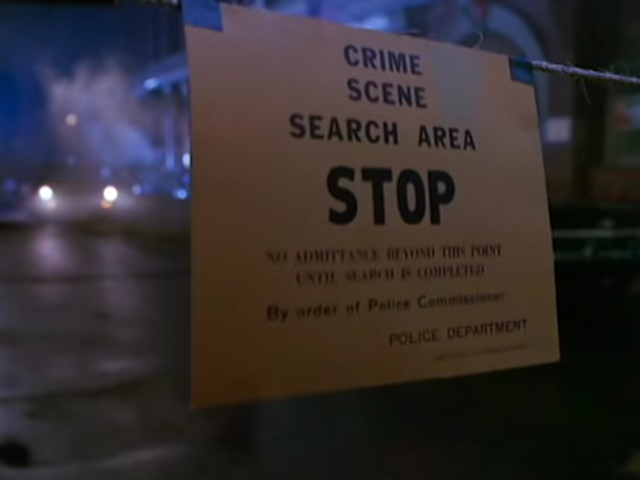 CRIME
SCENE
SEARCH AREA
STOP
NO ADMITTANCE BEYOND THIS POINT
UNTIL SEARCH IS COMPLETED
By order of Police Commissioner
POLICE DEPARTMENT